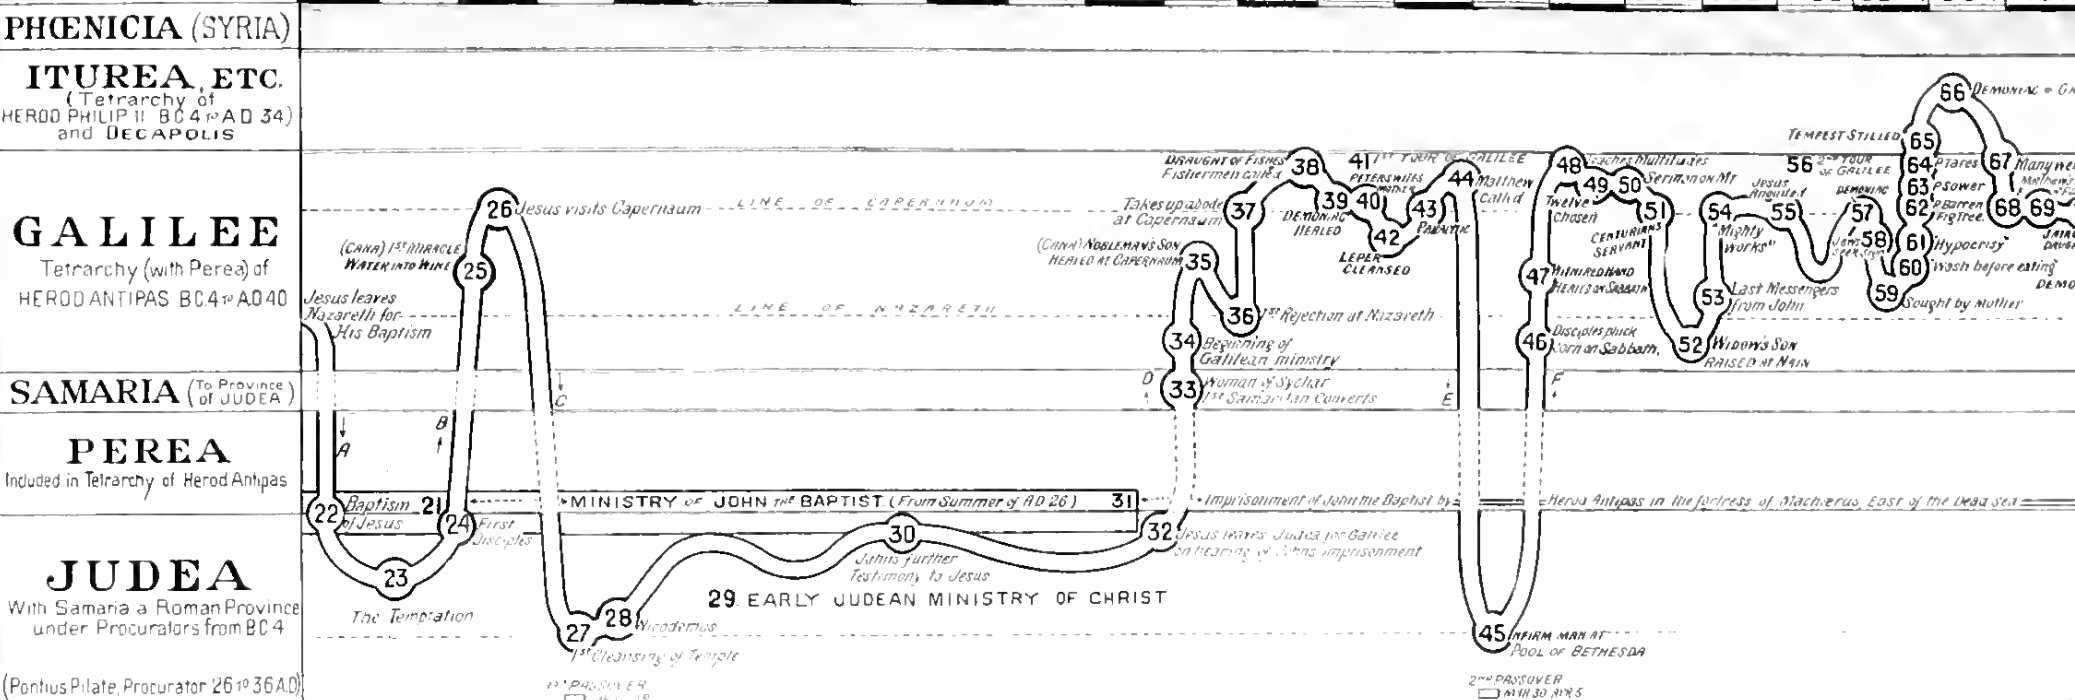 PHŒNICIA (SYRIA)
ITUREA, ETC.
(Tetrarchy of
HEROD PHILIP II BC 4 to AD 34)
and DECAPOLIS
GALILEE
Tetrarchy (with Perea) of
HEROD ANTIPAS BC 4 to AD 40
SAMARIA (To Province
of JUDEA)
PEREA
Included in Tetrarchy of Herod Antipas
JUDEA
With Samaria a Roman Province
under Procurators from BC 4
(Pontius Pilate, Procurator 26 to 36 A.D)
Jesus leaves
Nazareth for
His Baptism
A
22
Baptism
of Jesus
21
23
The Temptation
24
First
Disciples
B
25
(CANA) 1st MIRACLE
WATER INTO WINE
26
Jesus visits Capernaum
LINE OF CAPERNAUM
LINE OF NAZARETH
C
MINISTRY OF JOHN THE BAPTIST (From Summer of AD 26)
31
27
1st Cleansing of Temple
1st PASSOVER
28
Nicodemus
29. EARLY JUDEAN MINISTRY OF CHRIST
30
John's further
Testimony to Jesus
32
Jesus leaves Judea for Galilee
on hearing of Johns imprisonment
Imprisonment of John the Baptist by
Herod Antipas in the fortress of Machærus, East of the Dead Sea
D
33
Woman of Sychar
1st Samaritan Converts
34
Beginning of
Galilean ministry
35
(CANA) NOBLEMAN'S SON
HEALED AT CAPERNAUM
36
1st Rejection at Nazareth
37
Takes up abode
at Capernaum
38
DRAUGHT OF FISHES
Fishermen called
39
DEMONIAC
HEALED
40
PETERS WIFES
MOTHER
41 1st TOUR OF GALILEE
42
LEPER
CLEANSED
43
PARALYTIC
44
Matthew
Called
E
45
INFIRM MAN AT
POOL OF BETHESDA
2nd PASSOVER
F
46
Disciples pluck
Corn on Sabbath,
47
WITHERED HAND
HEALED ON SABBATH
48
Teaches Multitudes
49
Twelve
Chosen
50
Sermon on Mt
51
CENTURIAN'S
SERVANT
52
WIDOW'S SON
RAISED AT NAIN
53
Last Messengers
from John
54
"Mighty
Works"
55
Jesus
Anointed
56 2nd TOUR
OF GALILEE
57
DEMONIAC
58
59
Sought by Mother
60
Wash before eating
61
"Hypocrisy"
62
P Barren
Fig Tree.
63
P Sower
64
P Tares
65
TEMPEST STILLED
66
DEMONIAC
67
Many
68
69